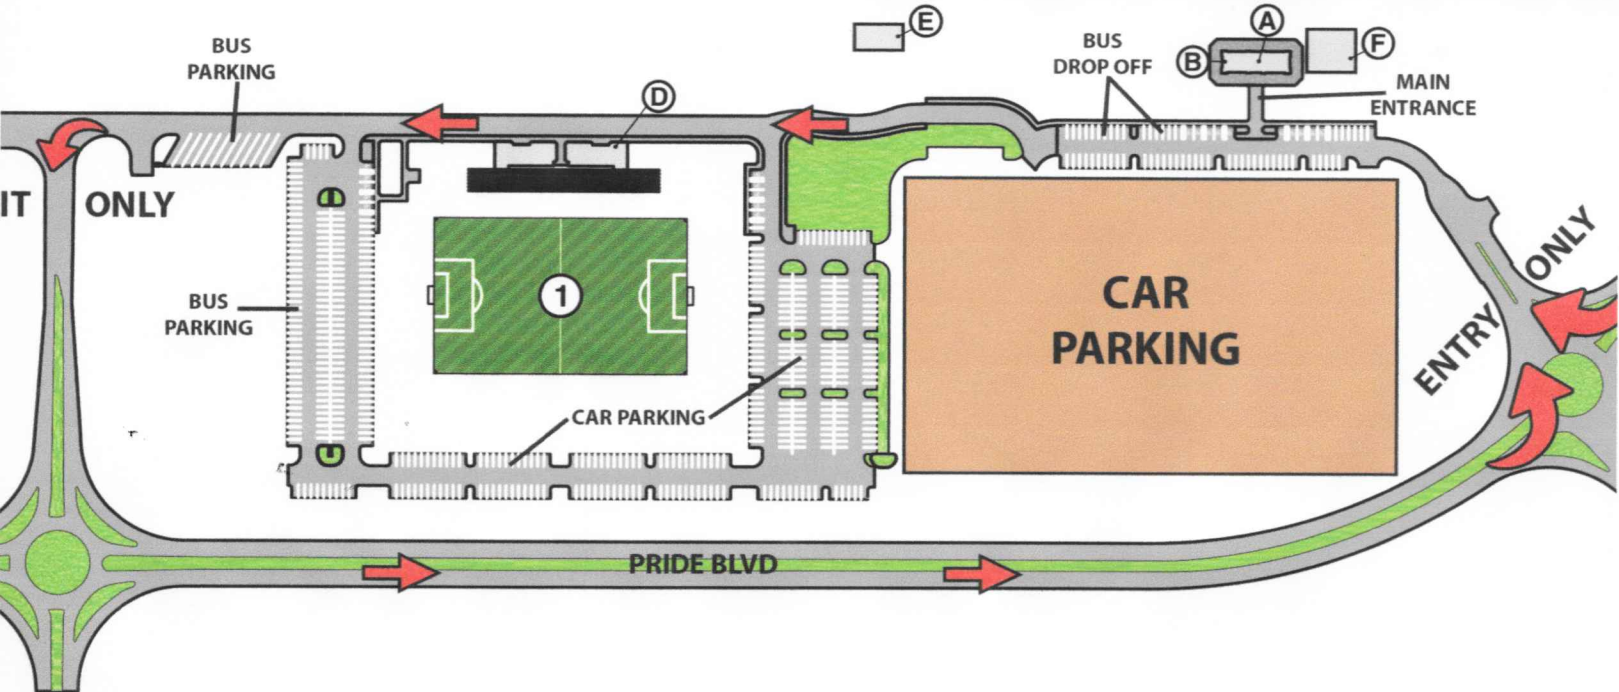 E
A
BUS
PARKING
BUS
DROP OFF
B
F
MAIN
ENTRANCE
D
IT ONLY
ONLY
BUS
PARKING
1
CAR
PARKING
ENTRY
CAR PARKING
PRIDE BLVD